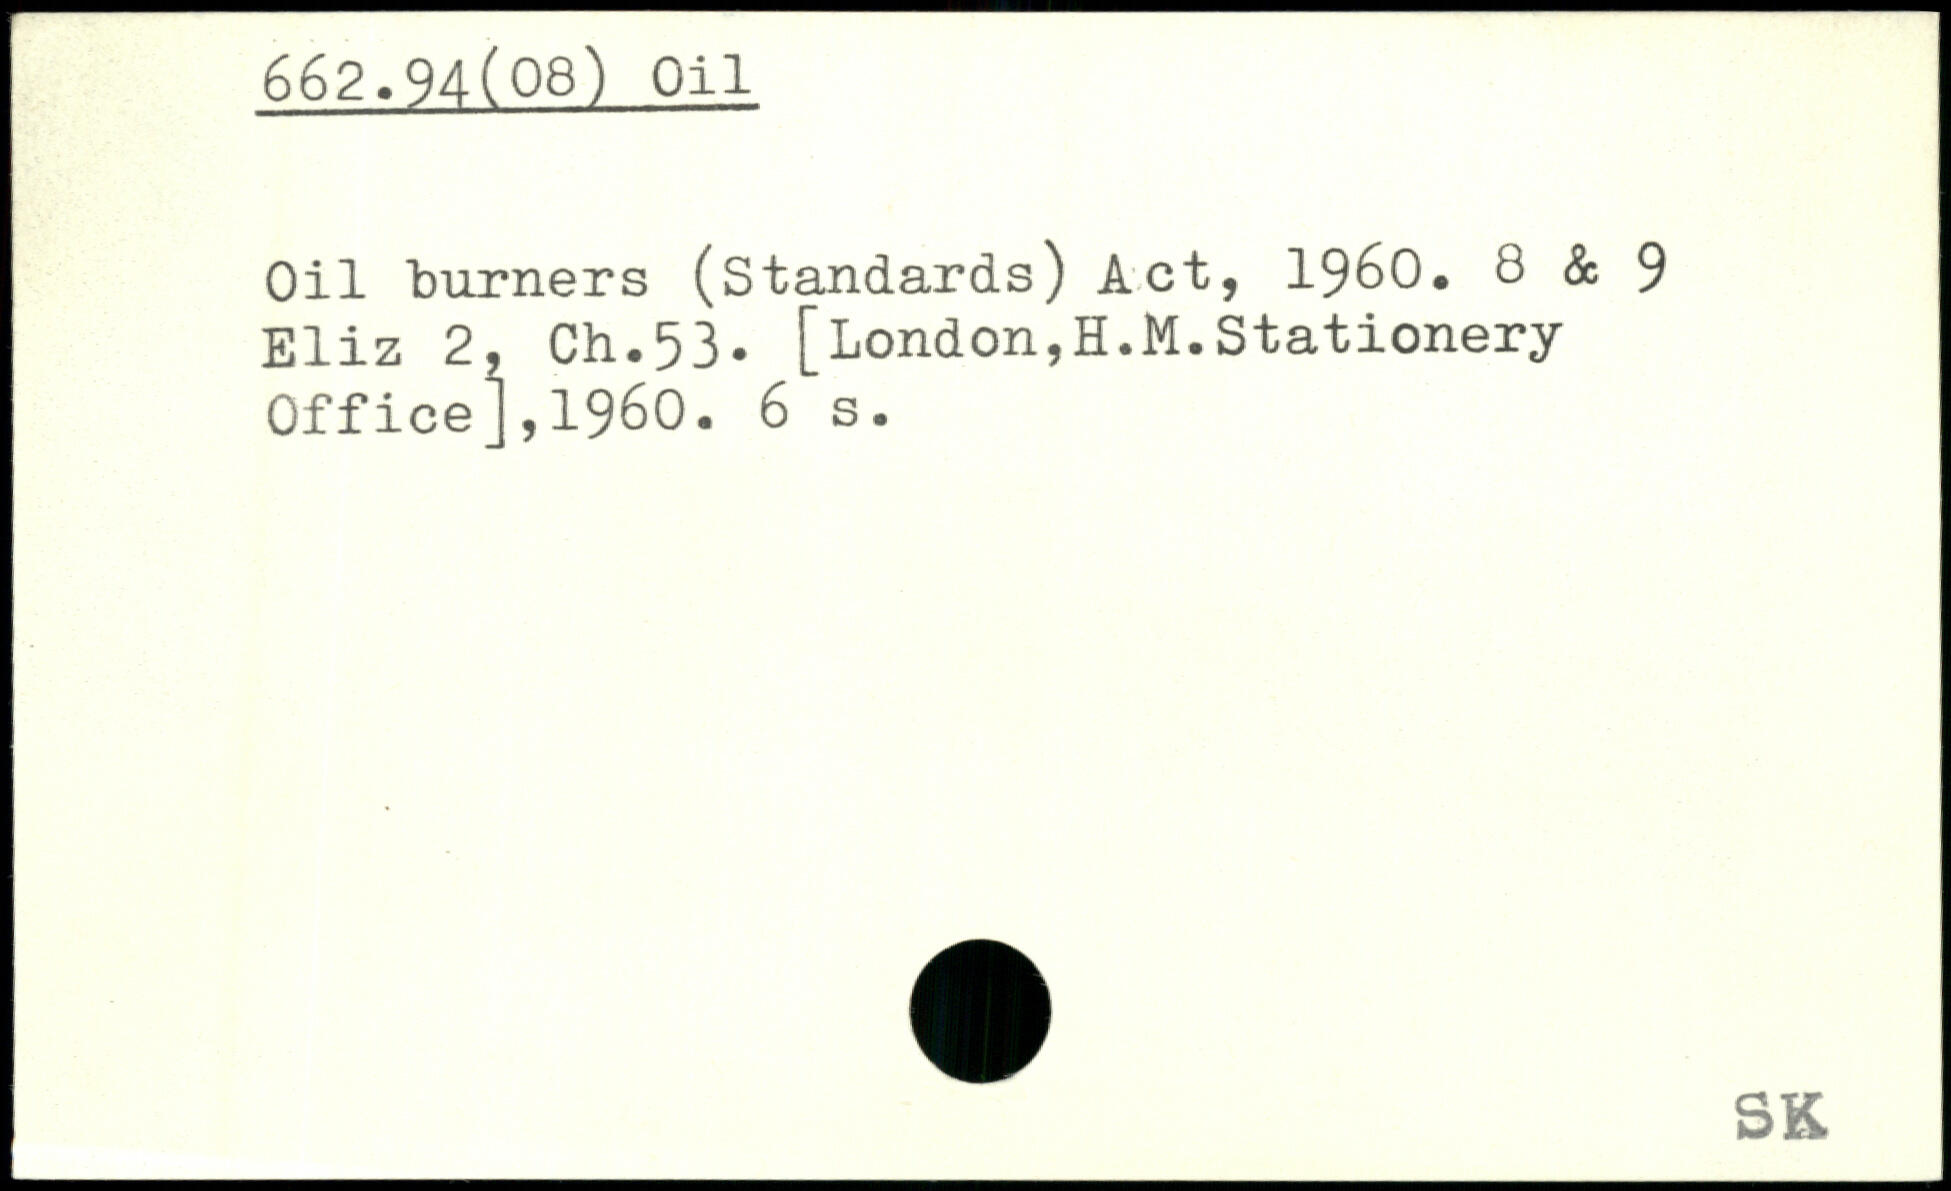 662.94(08) Oil
Oil burners (Standards) Act, 1960. 8 & 9
Eliz 2, Ch.53. [London,H.M.Stationery
Office],1960. 6 s.
SK